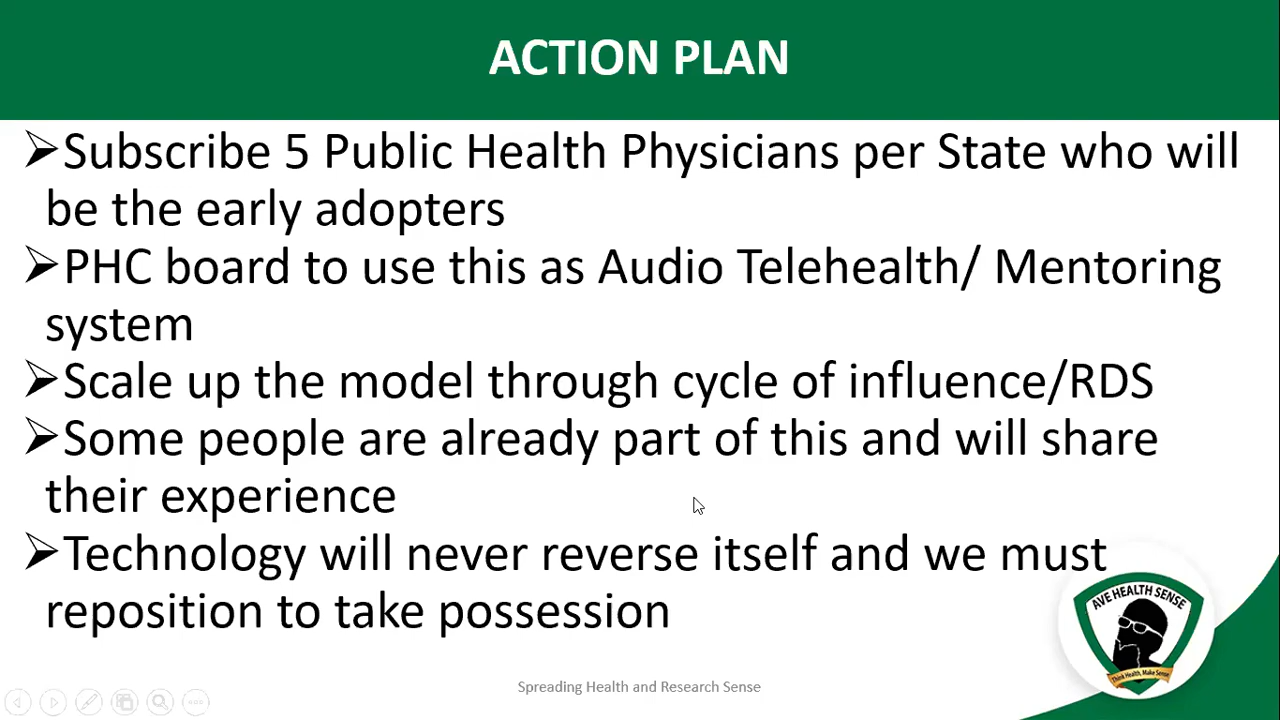 ACTION PLAN
➢Subscribe 5 Public Health Physicians per State who will
be the early adopters
➢PHC board to use this as Audio Telehealth/ Mentoring
system
➢Scale up the model through cycle of influence/RDS
➢Some people are already part of this and will share
their experience
➢Technology will never reverse itself and we must
reposition to take possession
AVE HEALTH SENSE
Think Health, Make Sense
Spreading Health and Research Sense